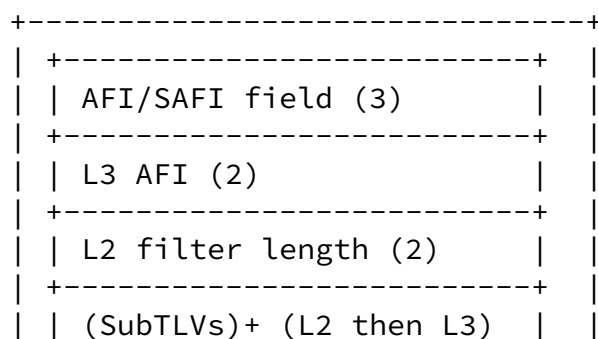 AFI/SAFI field (3)
L3 AFI (2)
L2 filter length (2)
(SubTLVs)+ (L2 then L3)